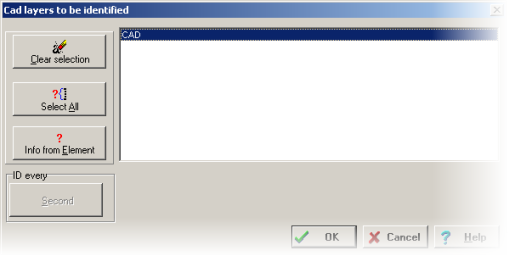 Cad layers to be identified
CAD
Clear selection
Select All
Info from Element
ID every
Second
OK
Cancel
Help